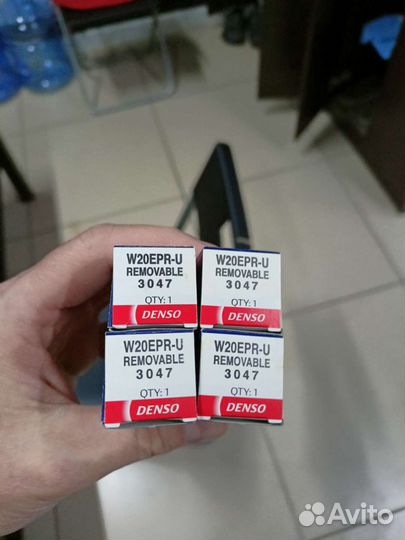 W20EPR-U
REMOVABLE
3047
QTY: 1
DENSO
W20EPR-U
REMOVABLE
3047
QTY: 1
DENSO
W20EPR-U
REMOVABLE
3047
QTY: 1
DENSO
W20EPR-U
REMOVABLE
3047
QTY: 1
DENSO
Avito